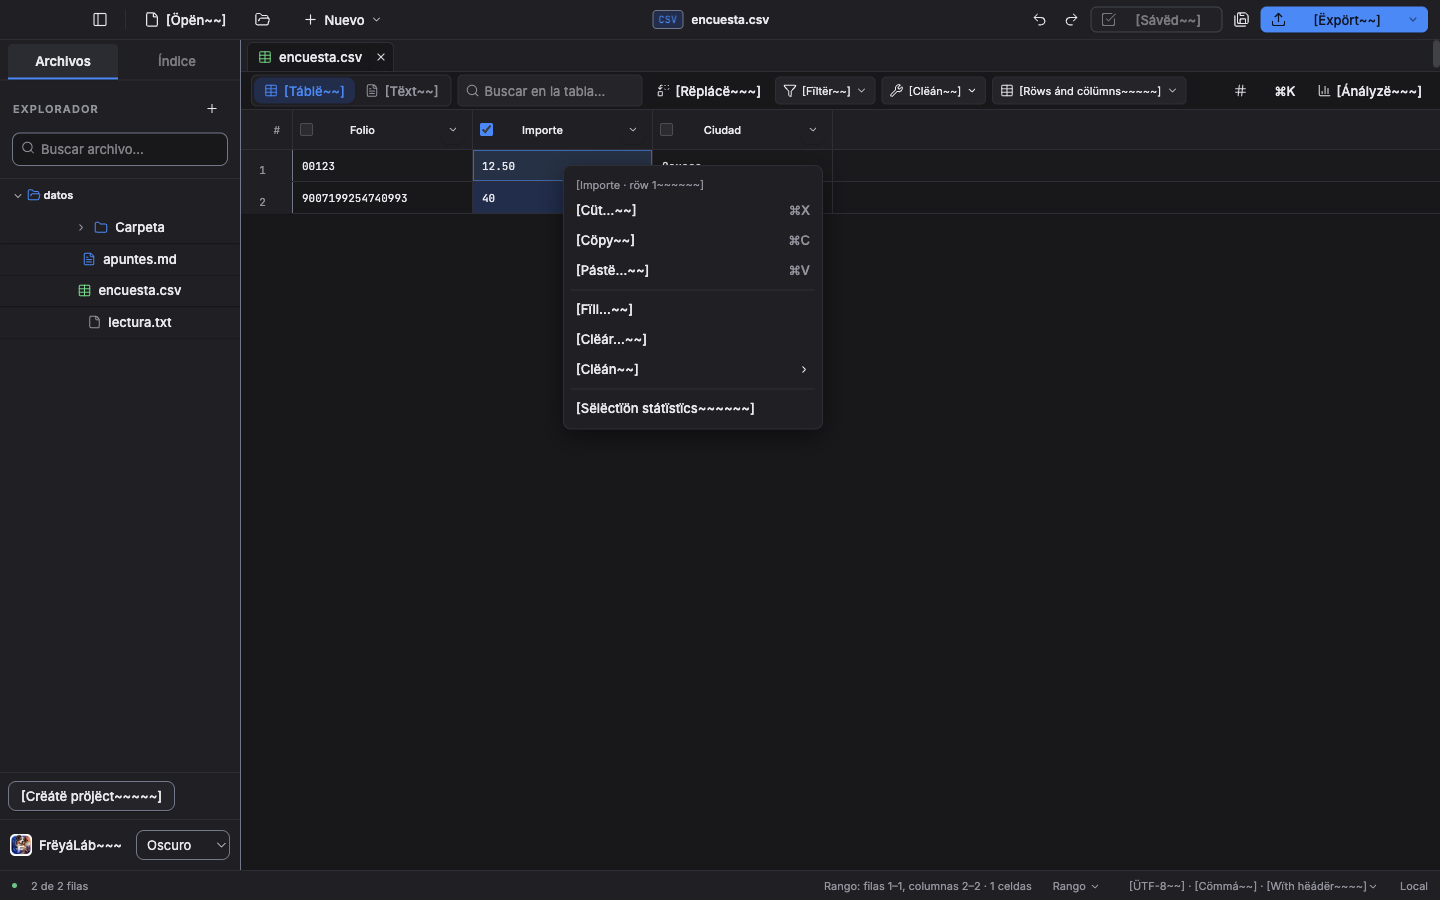 [Öpën~~]
Nuevo
CSV encuesta.csv
[Sávëd~~]
[Ëxpört~~]
Archivos
Índice
encuesta.csv
[Táblë~~]
[Tëxt~~]
Buscar en la tabla...
[Rëplácë~~~]
[Fïltër~~]
[Clëán~~]
[Röws ánd cölümns~~~~~]
#
⌘K
[Ánályzë~~~]
EXPLORADOR
Buscar archivo...
# Folio Importe Ciudad
1 00123 12.50
2 9007199254740993 40
datos
Carpeta
apuntes.md
encuesta.csv
lectura.txt
[Importe · röw 1~~~~~~]
[Cüt...~~] ⌘X
[Cöpy~~] ⌘C
[Pástë...~~] ⌘V
[Fïll...~~]
[Clëár...~~]
[Clëán~~]
[Sëlëctïön státïstïcs~~~~~~]
[Crëátë pröjëct~~~~~]
FrëyáLáb~~~
Oscuro
2 de 2 filas
Rango: filas 1–1, columnas 2–2 · 1 celdas
Rango
[ÜTF-8~~] · [Cömmá~~] · [Wïth hëádër~~~~]
Local